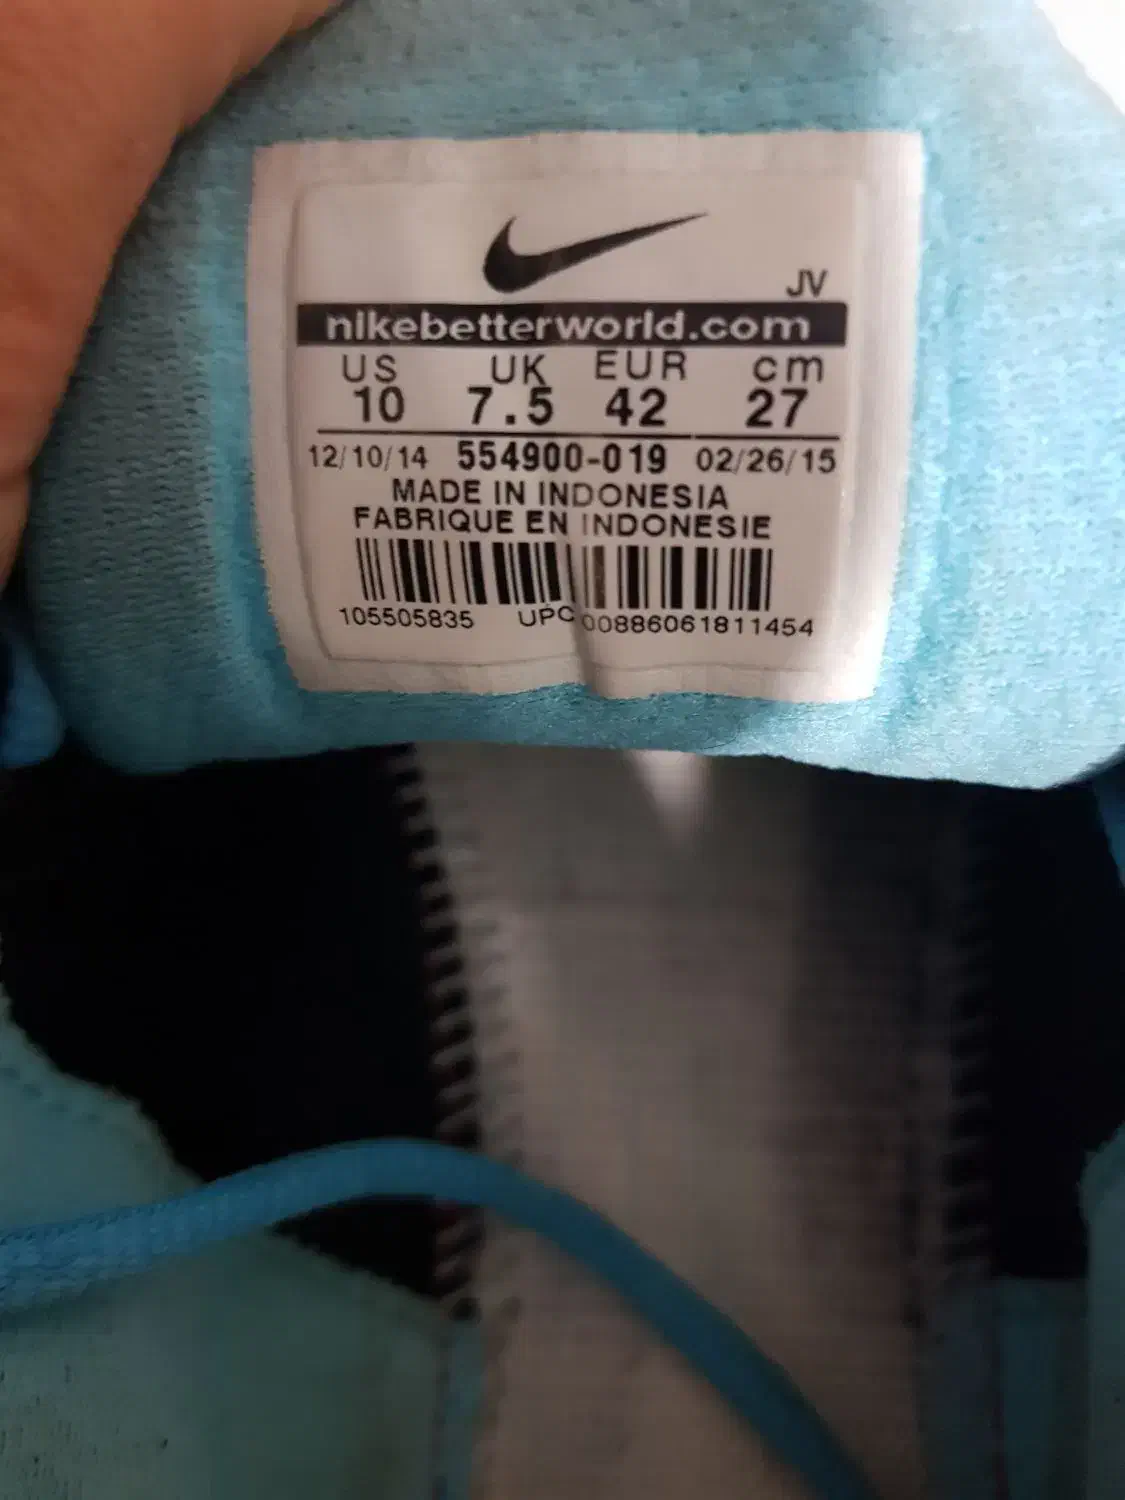 JV
nikebetterworld.com
US UK EUR cm
10 7.5 42 27
12/10/14 554900-019 02/26/15
MADE IN INDONESIA
FABRIQUE EN INDONESIE
105505835 UPC 00886061811454